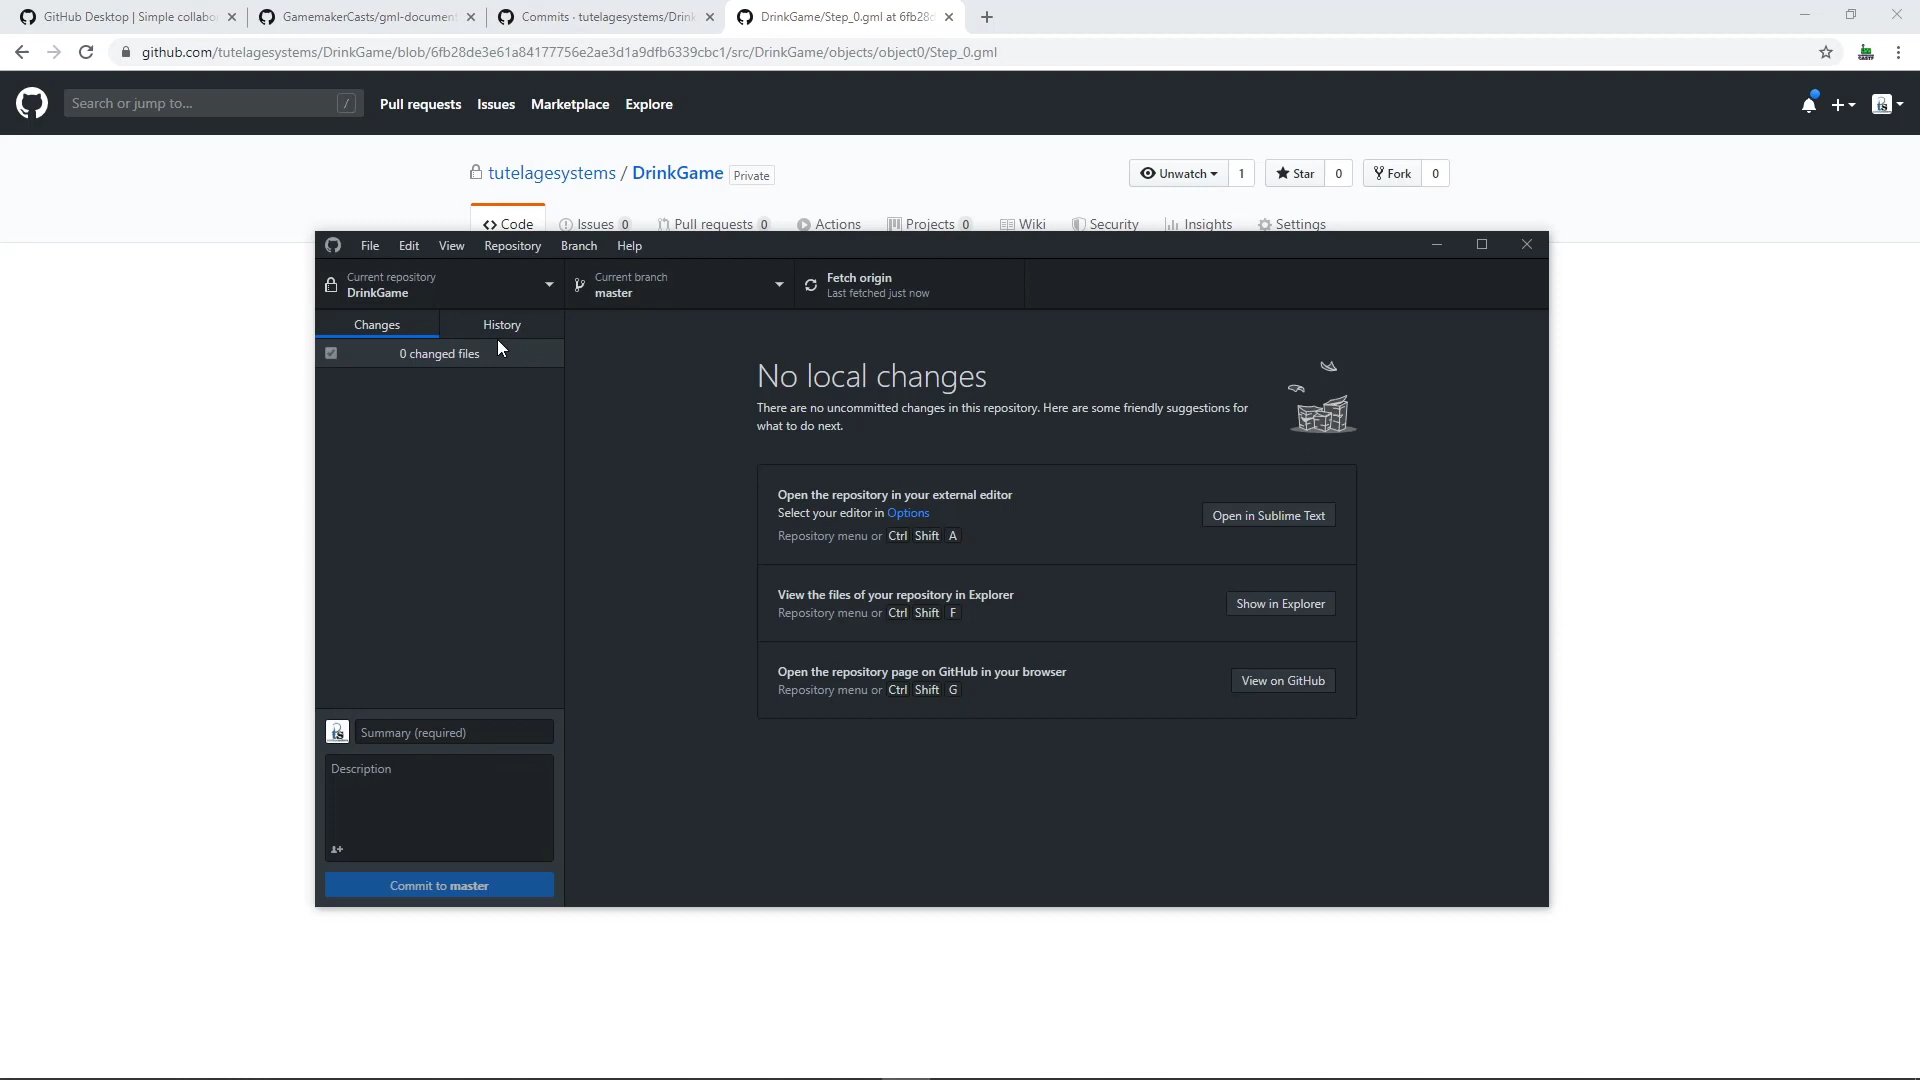 GitHub Desktop | Simple collabo
GamemakerCasts/gml-document
Commits · tutelagesystems/Drink
DrinkGame/Step_0.gml at 6fb28d
github.com/tutelagesystems/DrinkGame/blob/6fb28de3e61a84177756e2ae3d1a9dfb6339cbc1/src/DrinkGame/objects/object0/Step_0.gml
Search or jump to... /
Pull requests Issues Marketplace Explore
tutelagesystems / DrinkGame Private
Unwatch 1 Star 0 Fork 0
Code Issues 0 Pull requests 0 Actions Projects 0 Wiki Security Insights Settings
File Edit View Repository Branch Help
Current repository
DrinkGame
Current branch
master
Fetch origin
Last fetched just now
Changes History
0 changed files
No local changes
There are no uncommitted changes in this repository. Here are some friendly suggestions for
what to do next.
Open the repository in your external editor
Select your editor in Options
Repository menu or Ctrl Shift A
Open in Sublime Text
View the files of your repository in Explorer
Repository menu or Ctrl Shift F
Show in Explorer
Open the repository page on GitHub in your browser
Repository menu or Ctrl Shift G
View on GitHub
Summary (required)
Description
Commit to master